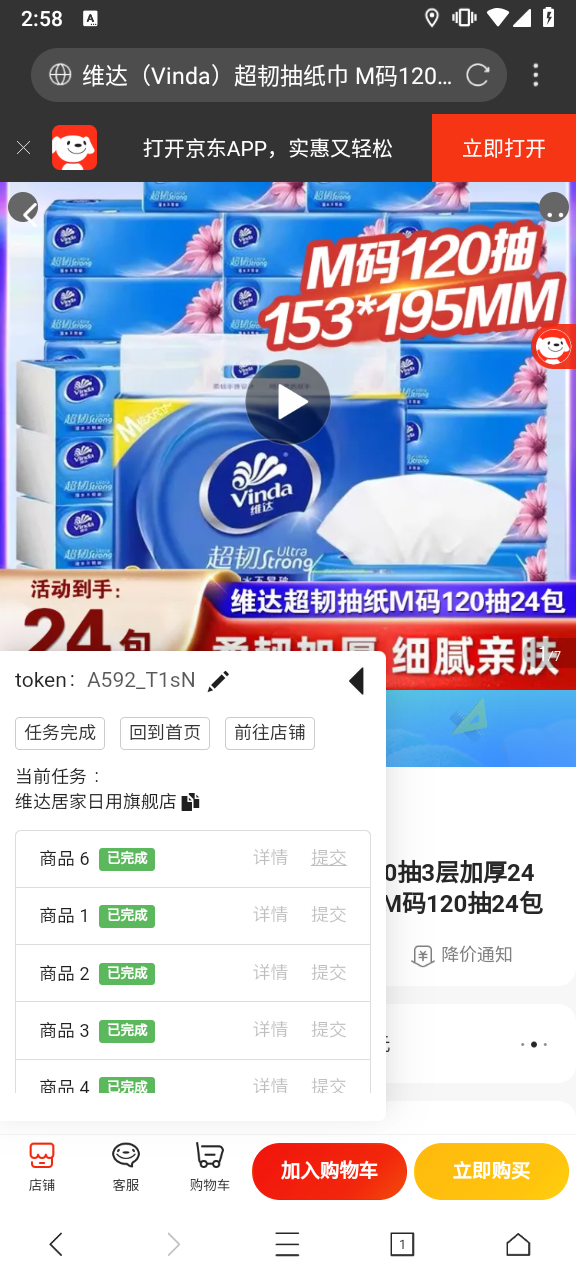 2:58
A
维达（Vinda）超韧抽纸巾 M码120...
打开京东APP，实惠又轻松
立即打开
M码120抽
153*195MM
Vinda
维达
超韧 Ultra Strong
活动到手：
24包
维达超韧抽纸M码120抽24包
柔韧加厚 细腻亲肤
token： A592_T1sN
任务完成
回到首页
前往店铺
当前任务：
维达居家日用旗舰店
商品 6 已完成 详情 提交
商品 1 已完成 详情 提交
商品 2 已完成 详情 提交
商品 3 已完成 详情 提交
商品 4 已完成 详情 提交
0抽3层加厚24
M码120抽24包
降价通知
店铺
客服
购物车
加入购物车
立即购买
1